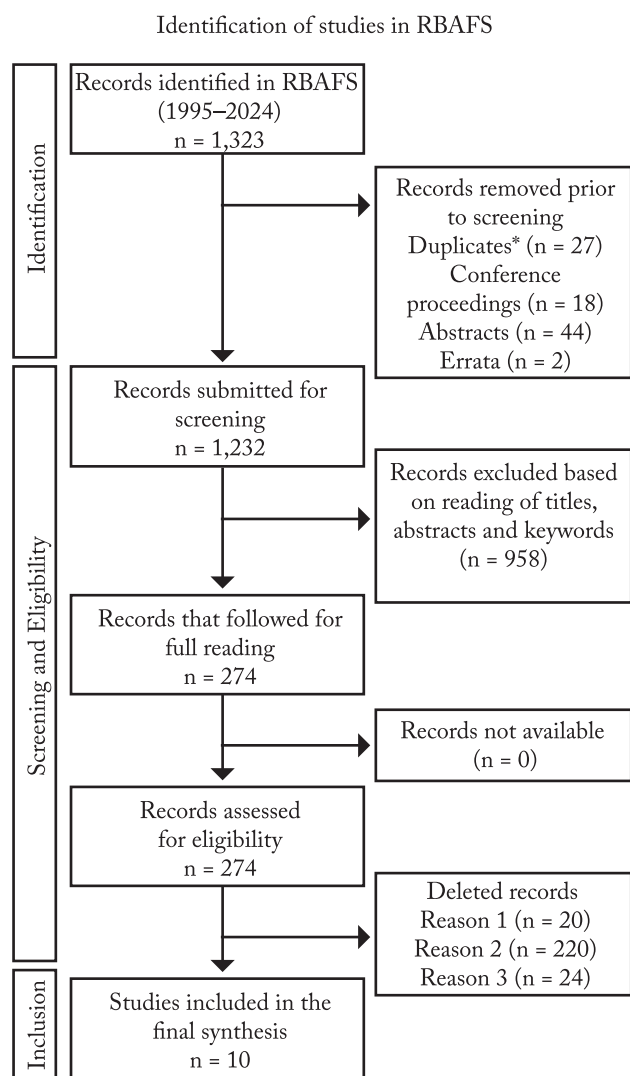 Identification of studies in RBAFS
Identification
Records identified in RBAFS
(1995–2024)
n = 1,323
Records removed prior
to screening
Duplicates* (n = 27)
Conference
proceedings (n = 18)
Abstracts (n = 44)
Errata (n = 2)
Screening and Eligibility
Records submitted for
screening
n = 1,232
Records excluded based
on reading of titles,
abstracts and keywords
(n = 958)
Records that followed for
full reading
n = 274
Records not available
(n = 0)
Records assessed
for eligibility
n = 274
Deleted records
Reason 1 (n = 20)
Reason 2 (n = 220)
Reason 3 (n = 24)
Inclusion
Studies included in the
final synthesis
n = 10